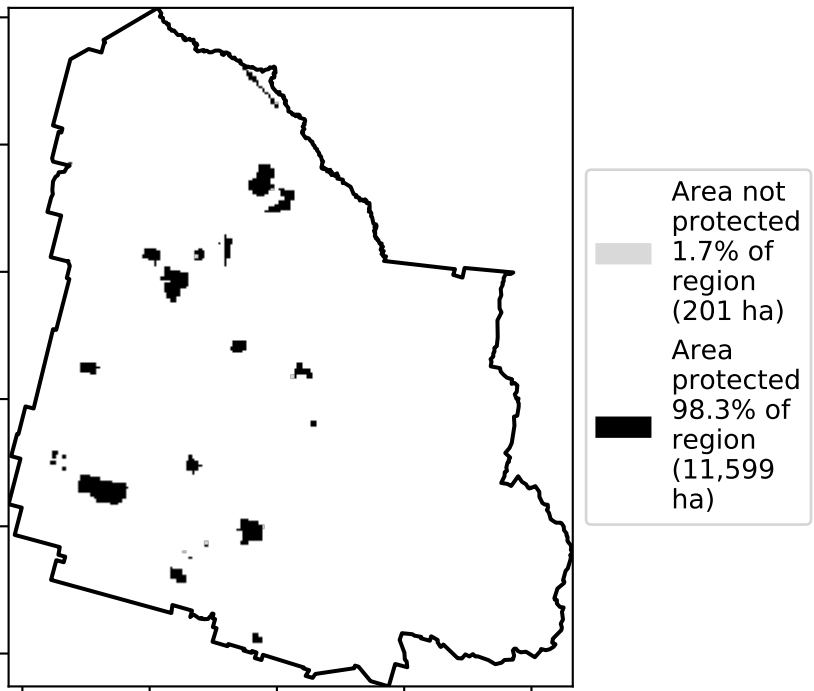 Area not
protected
1.7% of
region
(201 ha)
Area
protected
98.3% of
region
(11,599
ha)